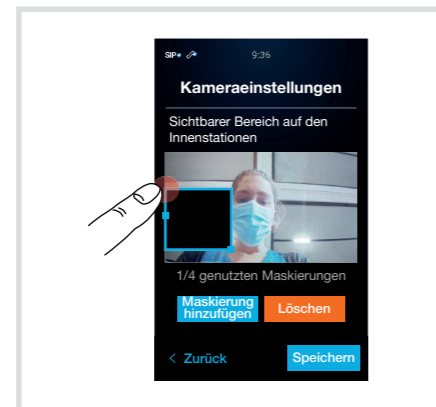 SIP
9:36
Kameraeinstellungen
Sichtbarer Bereich auf den
Innenstationen
1/4 genutzten Maskierungen
Maskierung
hinzufügen
Löschen
< Zurück
Speichern